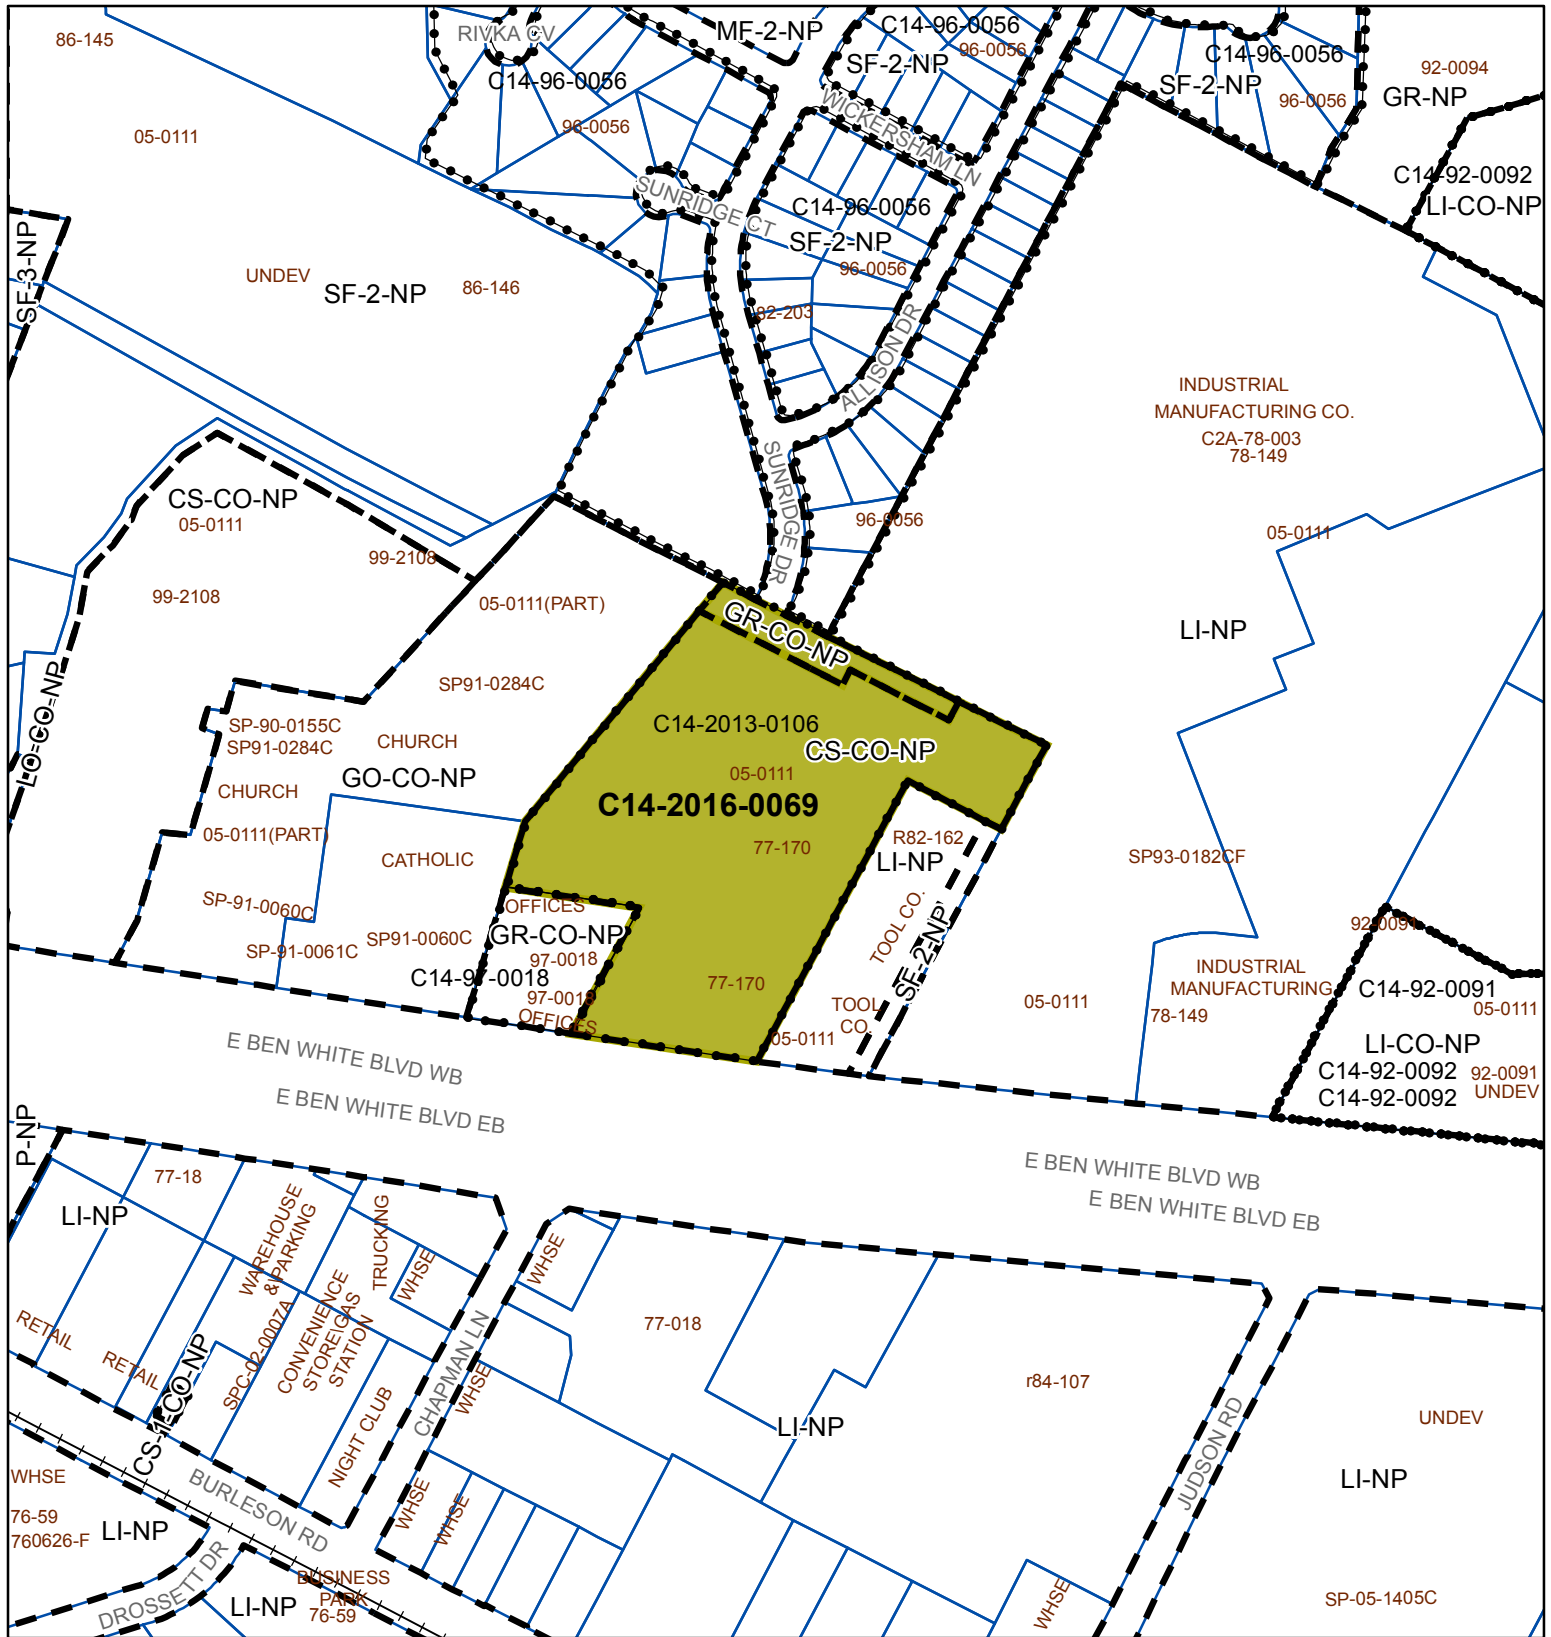 86-145
RIVKA CV
C14-96-0056
MF-2-NP
C14-96-0056
96-0056
SF-2-NP
C14-96-0056
SF-2-NP
96-0056
92-0094
GR-NP
05-0111
96-0056
WICKERSHAM LN
C14-92-0092
LI-CO-NP
SUNRIDGE CT
C14-96-0056
SF-2-NP
96-0056
SF-3-NP
UNDEV
SF-2-NP
86-146
82-203
ALLISON DR
INDUSTRIAL
MANUFACTURING CO.
C2A-78-003
78-149
SUNRIDGE DR
CS-CO-NP
05-0111
96-0056
05-0111
99-2108
99-2108
05-0111(PART)
GR-CO-NP
LI-NP
LO-CO-NP
SP91-0284C
SP-90-0155C
SP91-0284C
CHURCH
GO-CO-NP
C14-2013-0106
CS-CO-NP
05-0111
C14-2016-0069
CHURCH
05-0111(PART)
CATHOLIC
77-170
R82-162
LI-NP
TOOL CO.
SF-2-NP
SP93-0182CF
SP-91-0060C
OFFICES
GR-CO-NP
SP91-0060C
SP-91-0061C
97-0018
C14-97-0018
97-0018
OFFICES
77-170
TOOL
CO.
05-0111
05-0111
92-0091
INDUSTRIAL
MANUFACTURING
78-149
C14-92-0091
05-0111
LI-CO-NP
C14-92-0092
C14-92-0092
92-0091
UNDEV
E BEN WHITE BLVD WB
E BEN WHITE BLVD EB
E BEN WHITE BLVD WB
E BEN WHITE BLVD EB
P-NP
77-18
LI-NP
WAREHOUSE
& PARKING
TRUCKING
WHSE
WHSE
CONVENIENCE
STORE\GAS
STATION
RETAIL
RETAIL
CS-1-CO-NP
SPC-02-0007A
NIGHT CLUB
CHAPMAN LN
WHSE
77-018
LI-NP
r84-107
JUDSON RD
UNDEV
LI-NP
WHSE
76-59
760626-F
LI-NP
BURLESON RD
WHSE
WHSE
DROSSETT DR
BUSINESS
PARK
76-59
LI-NP
WHSE
SP-05-1405C